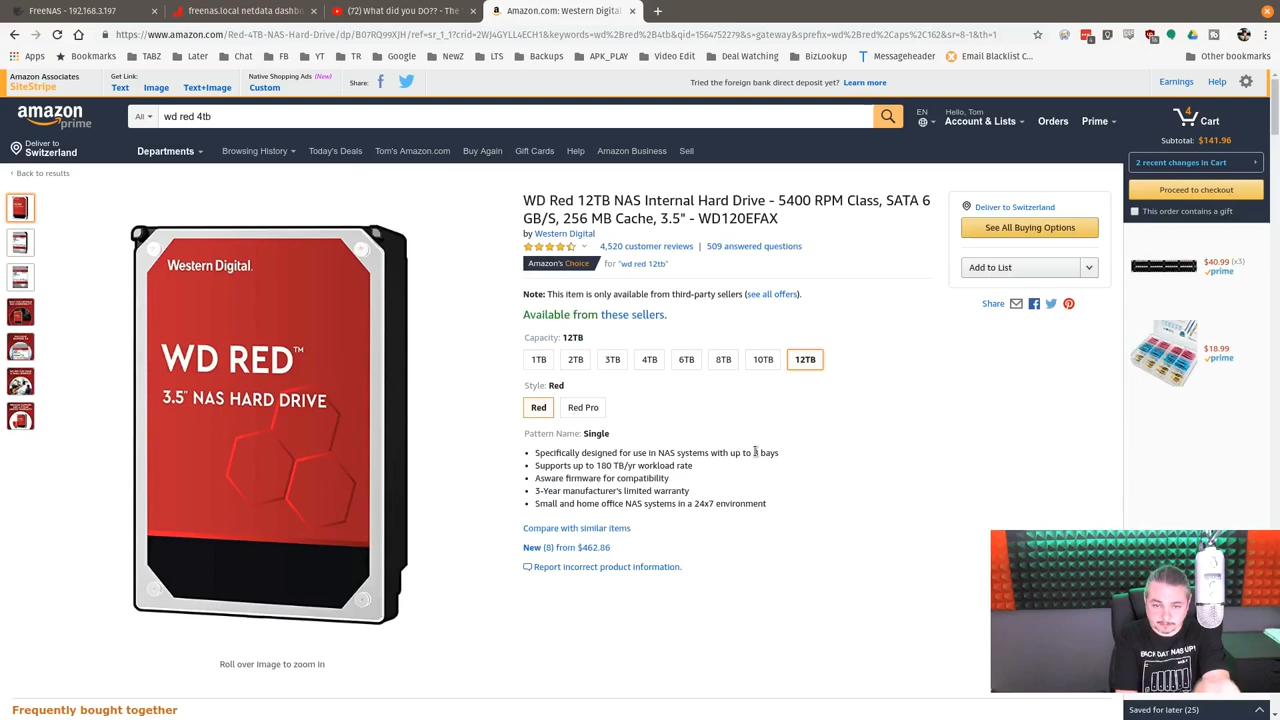 FreeNAS - 192.168.3.197
freenas.local netdata dashbo
(72) What did you DO?? - The
Amazon.com: Western Digital
https://www.amazon.com/Red-4TB-NAS-Hard-Drive/dp/B07RQ99XJH/ref=sr_1_1?crid=2WJ4GYLL4ECH1&keywords=wd%2Bred%2B4tb&qid=1564752279&s=gateway&sprefix=wd%2Bred%2Caps%2C162&sr=8-1&th=1
Apps
Bookmarks
TABZ
Later
Chat
FB
YT
TR
Google
NewZ
LTS
Backups
APK_PLAY
Video Edit
Deal Watching
BizLookup
Messageheader
Email Blacklist C...
Other bookmarks
Amazon Associates
SiteStripe
Get Link:
Text Image Text+Image
Native Shopping Ads (New)
Custom
Share:
Tried the foreign bank direct deposit yet? Learn more
Earnings
Help
amazon
prime
All
wd red 4tb
EN
Hello, Tom
Account & Lists
Orders
Prime
4
Cart
Deliver to
Switzerland
Departments
Browsing History
Today's Deals
Tom's Amazon.com
Buy Again
Gift Cards
Help
Amazon Business
Sell
Subtotal: $141.96
2 recent changes in Cart
Proceed to checkout
This order contains a gift
$40.99 (x3)
prime
$18.99
prime
Back to results
Western Digital.
WD RED™
3.5" NAS HARD DRIVE
Roll over image to zoom in
WD Red 12TB NAS Internal Hard Drive - 5400 RPM Class, SATA 6
GB/S, 256 MB Cache, 3.5" - WD120EFAX
by Western Digital
4,520 customer reviews | 509 answered questions
Amazon's Choice for "wd red 12tb"
Note: This item is only available from third-party sellers (see all offers).
Available from these sellers.
Capacity: 12TB
1TB
2TB
3TB
4TB
6TB
8TB
10TB
12TB
Style: Red
Red
Red Pro
Pattern Name: Single
• Specifically designed for use in NAS systems with up to bays
• Supports up to 180 TB/yr workload rate
• Asware firmware for compatibility
• 3-Year manufacturer's limited warranty
• Small and home office NAS systems in a 24x7 environment
Compare with similar items
New (8) from $462.86
Report incorrect product information.
Deliver to Switzerland
See All Buying Options
Add to List
Share
BACK DAT NAS UP!
Frequently bought together
Saved for later (25)